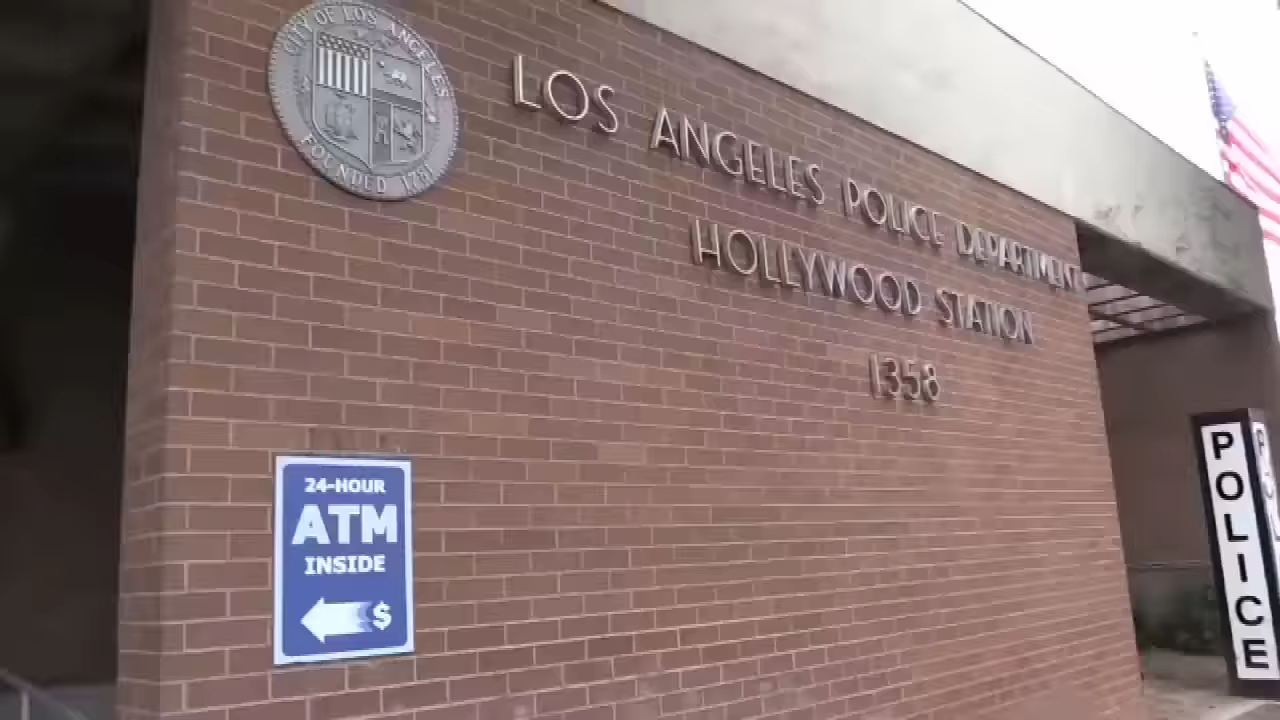 CITY OF LOS ANGELES
FOUNDED 1781
LOS ANGELES POLICE DEPARTMENT
HOLLYWOOD STATION
1358
24-HOUR
ATM
INSIDE
$
POLICE